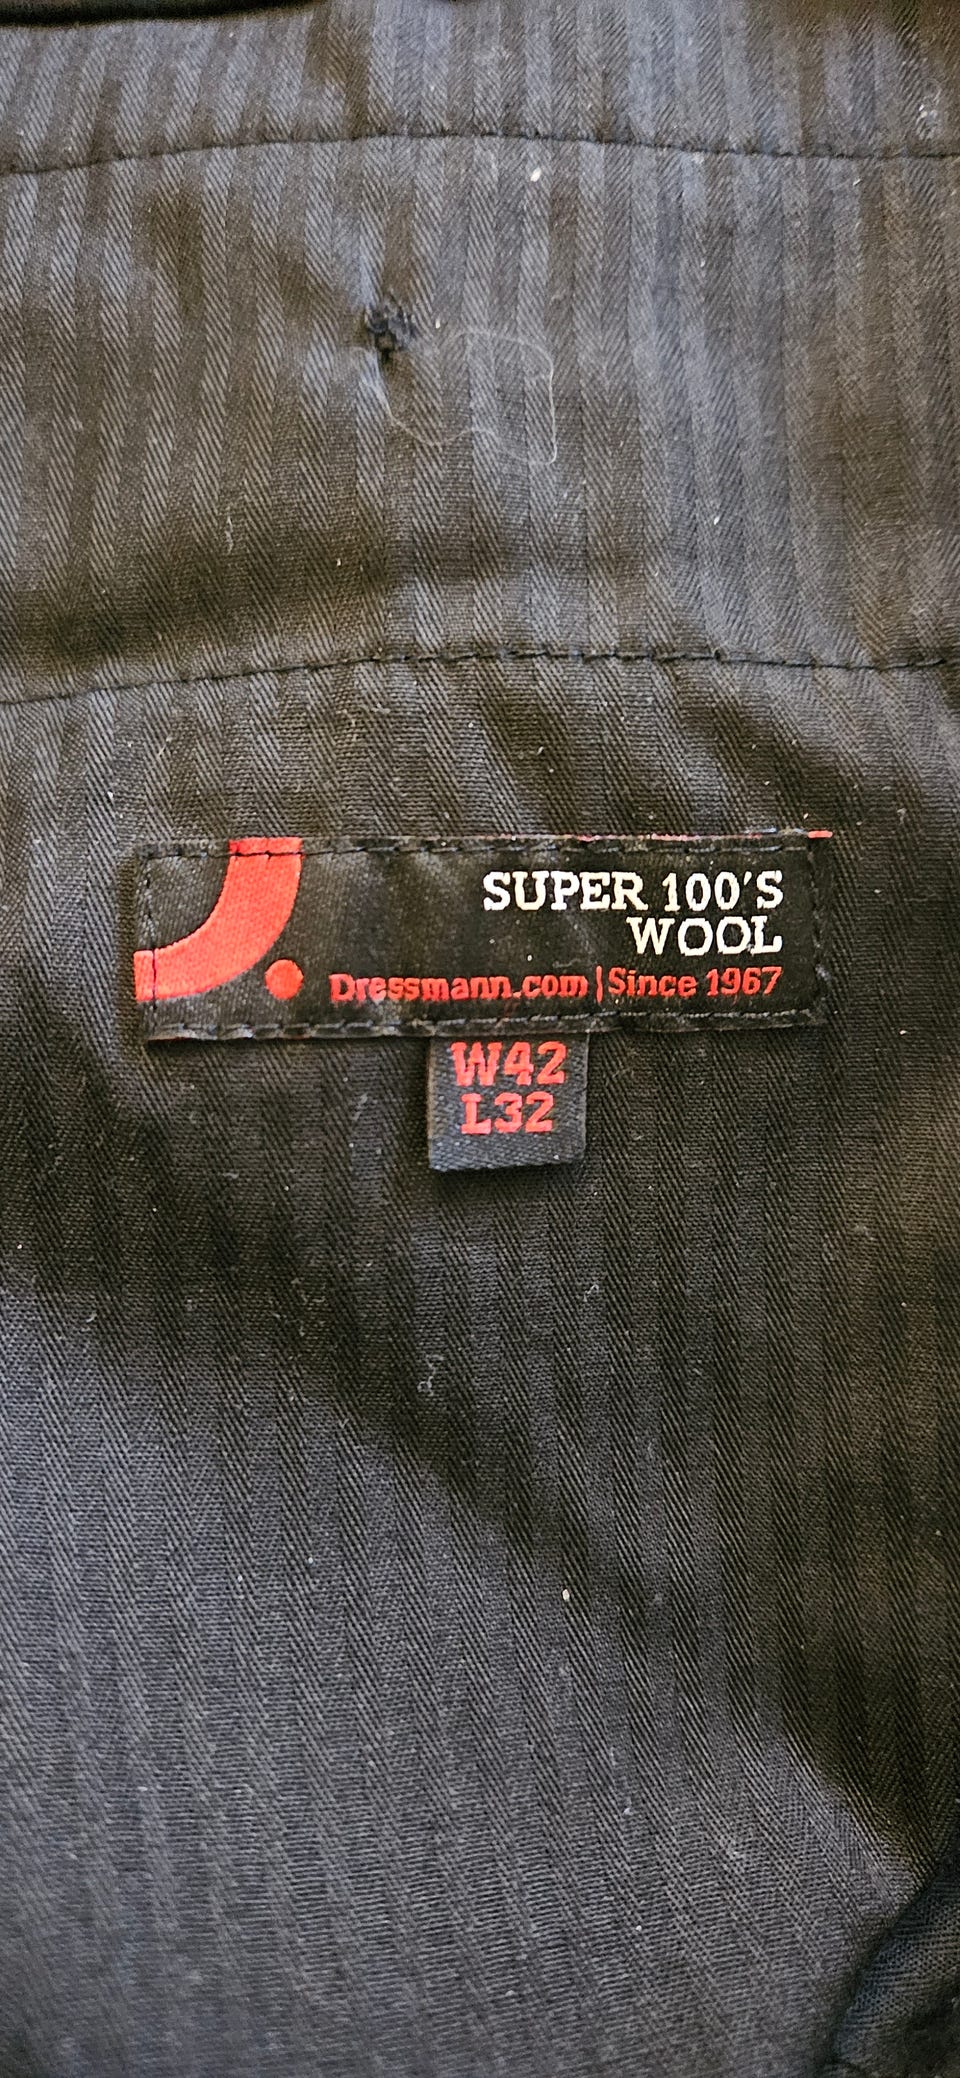 SUPER 100'S
WOOL
Dressmann.com | Since 1967
W42
L32